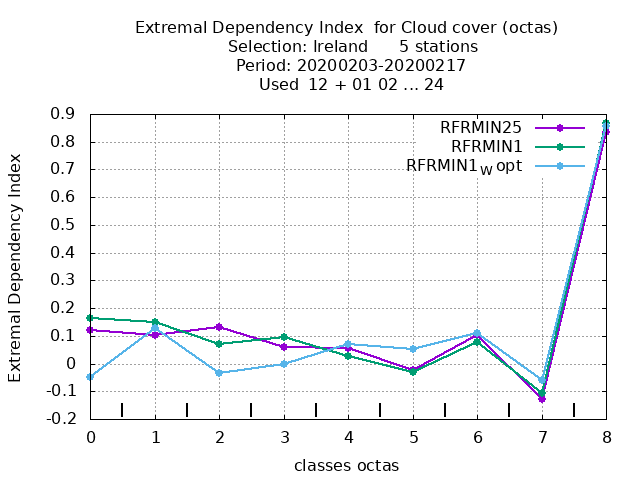 Extremal Dependency Index  for Cloud cover (octas)
Selection: Ireland      5 stations
Period: 20200203-20200217
Used  12 + 01 02 ... 24
RFRMIN25
RFRMIN1
RFRMIN1W opt
Extremal Dependency Index
0.9
0.8
0.7
0.6
0.5
0.4
0.3
0.2
0.1
0
-0.1
-0.2
0 1 2 3 4 5 6 7 8
classes octas